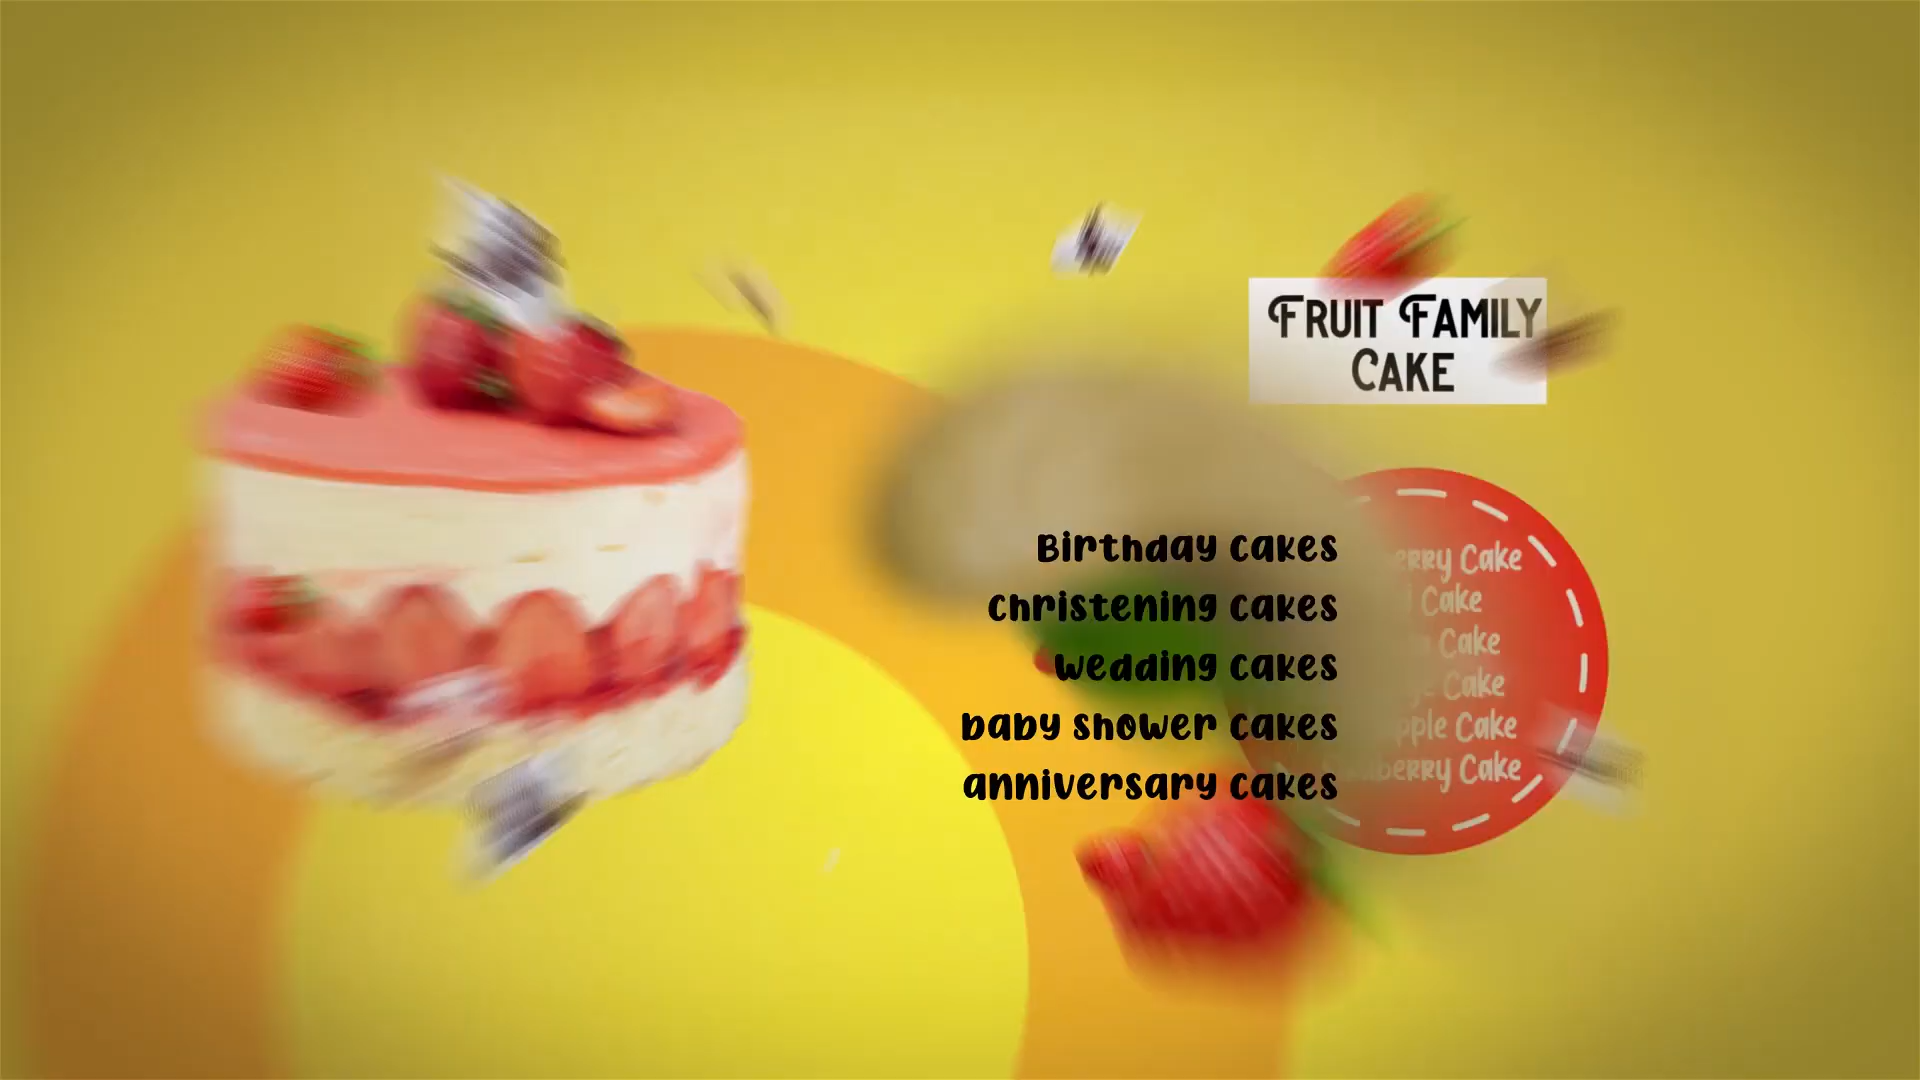 Fruit Family
Cake
Birthday cakes
christening cakes
wedding cakes
baby shower cakes
anniversary cakes
Cake
Cake
Cake
Cake
Cake
Cake